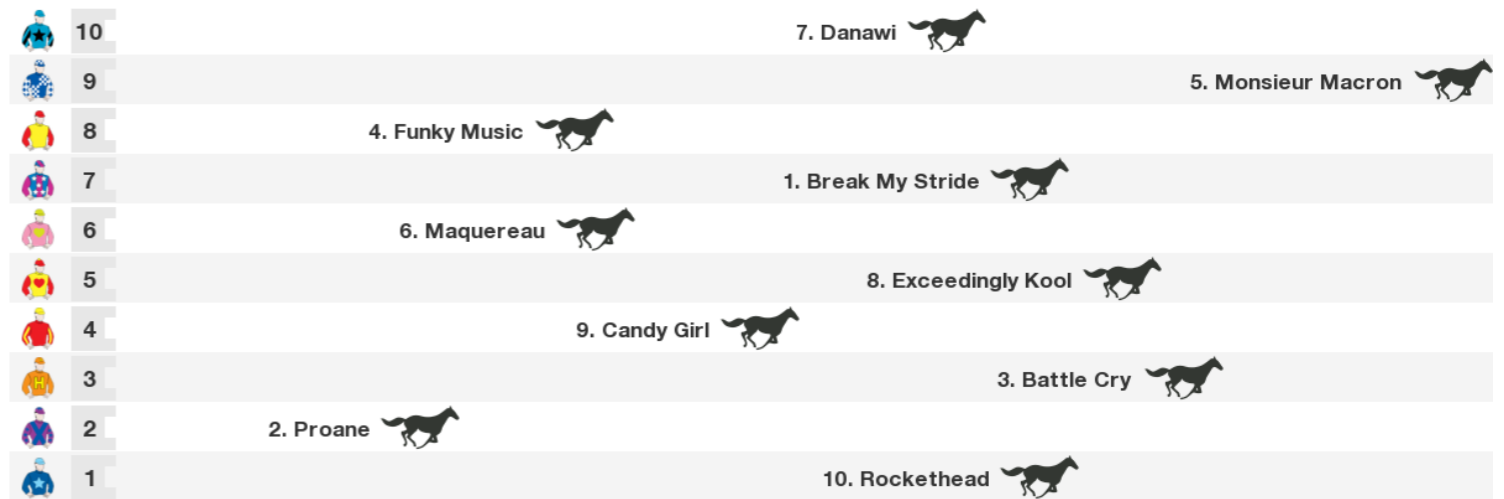 10 7. Danawi
9 5. Monsieur Macron
8 4. Funky Music
7 1. Break My Stride
6 6. Maquereau
5 8. Exceedingly Kool
4 9. Candy Girl
H 3 3. Battle Cry
2 2. Proane
1 10. Rockethead